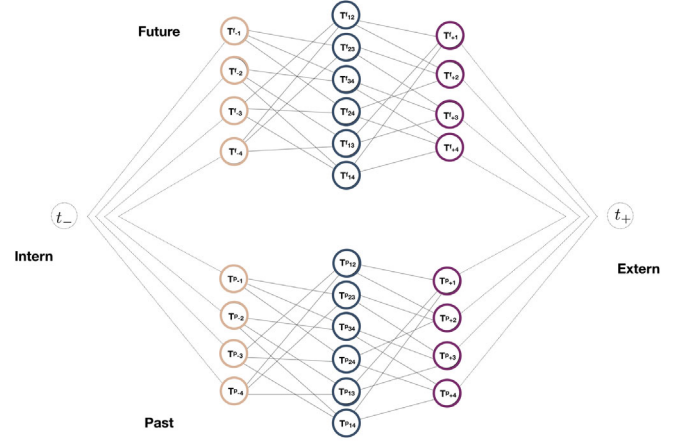 Future
Tf-1
Tf-2
Tf-3
Tf-4
Tf12
Tf23
Tf34
Tf24
Tf13
Tf14
Tf+1
Tf+2
Tf+3
Tf+4
t−
Intern
t+
Extern
Tp-1
Tp-2
Tp-3
Tp-4
Tp12
Tp23
Tp34
Tp24
Tp13
Tp14
Tp+1
Tp+2
Tp+3
Tp+4
Past